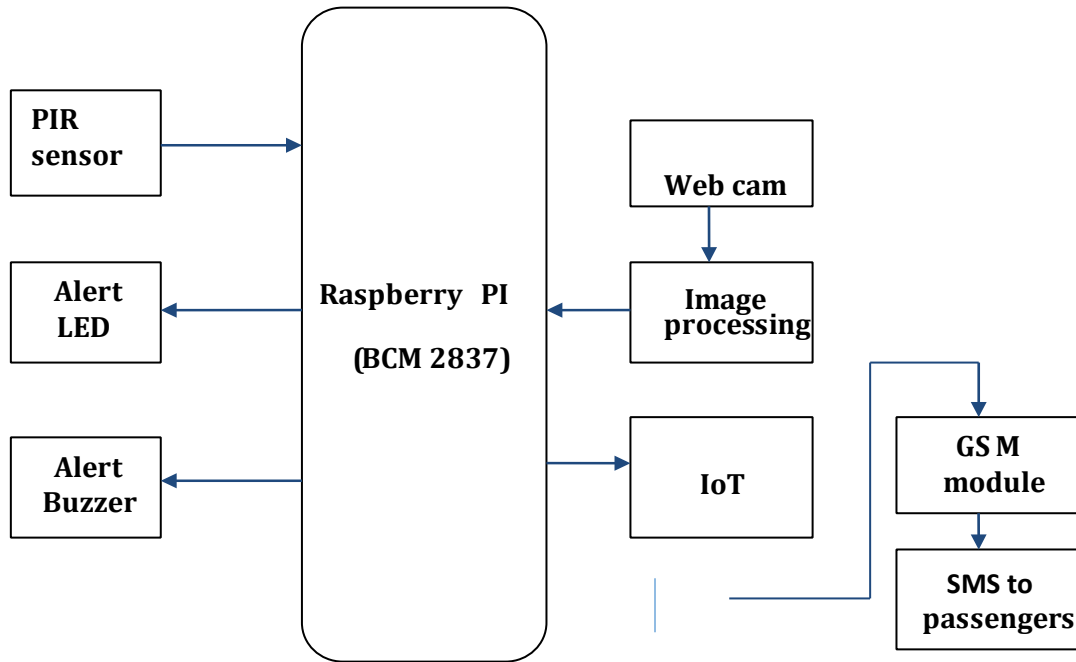 PIR
sensor
Alert
LED
Alert
Buzzer
Raspberry PI
(BCM 2837)
Web cam
Image
processing
IoT
GS M
module
SMS to
passengers